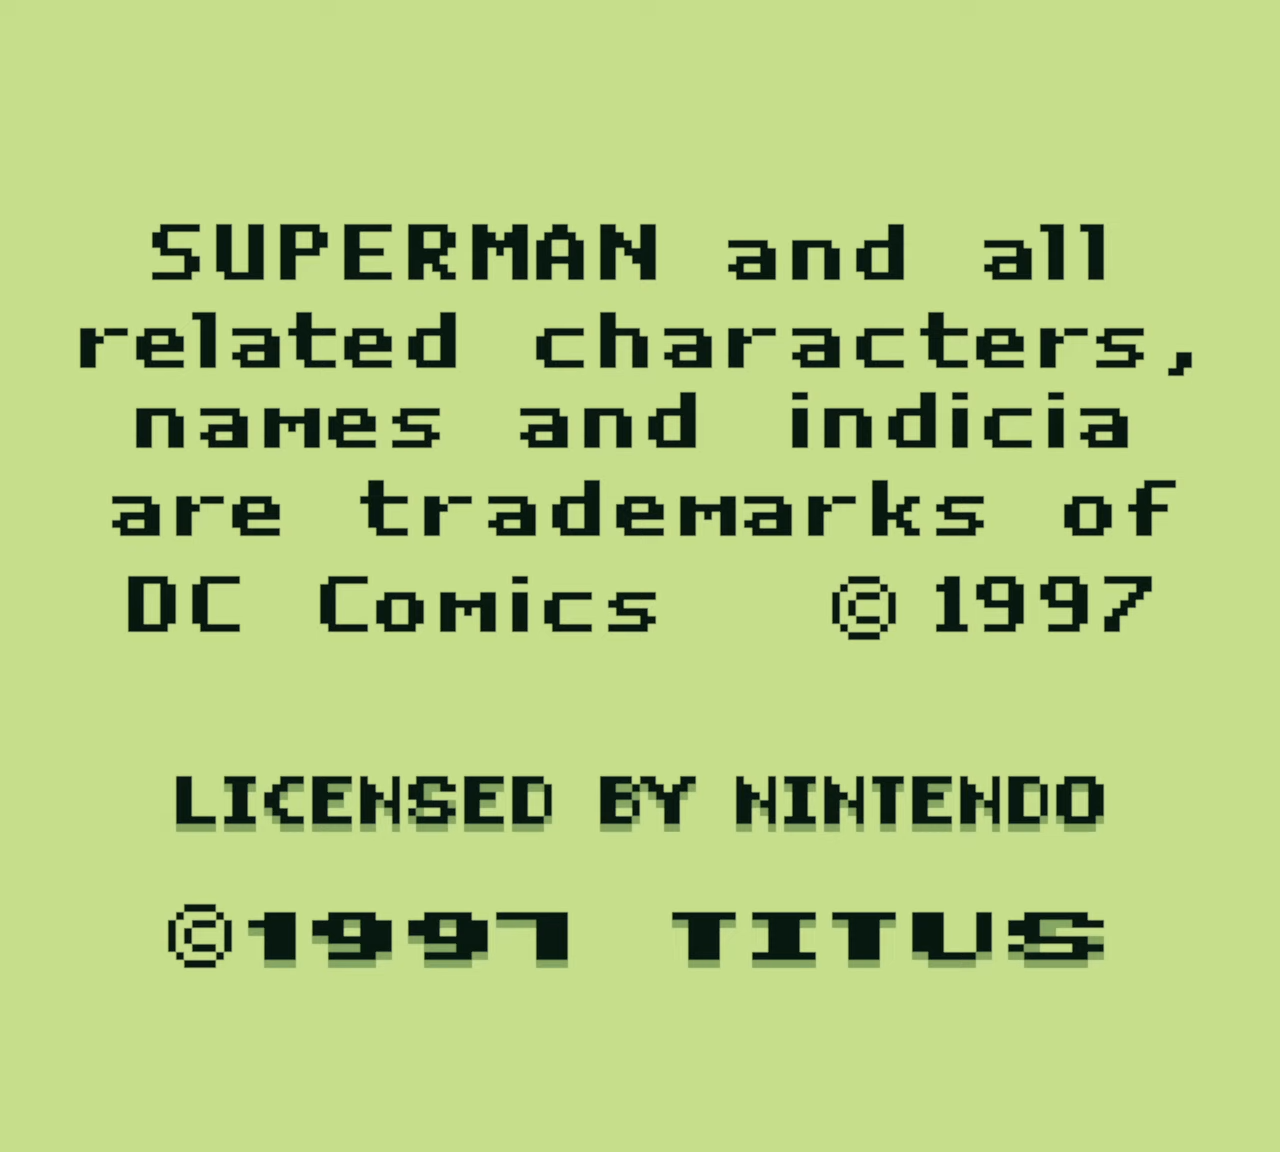 SUPERMAN and all
related characters,
names and indicia
are trademarks of
DC Comics © 1997
LICENSED BY NINTENDO
©1997 TITUS